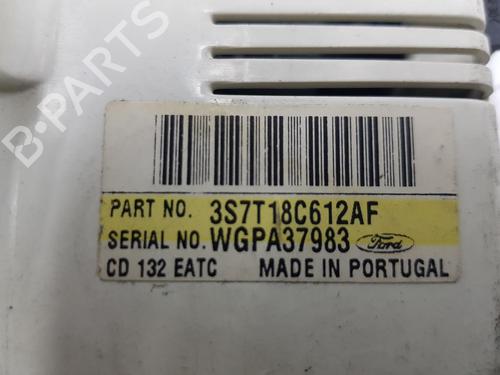 B-PARTS
PART NO. 3S7T18C612AF
SERIAL NO. WGPA37983 Ford
CD 132 EATC MADE IN PORTUGAL